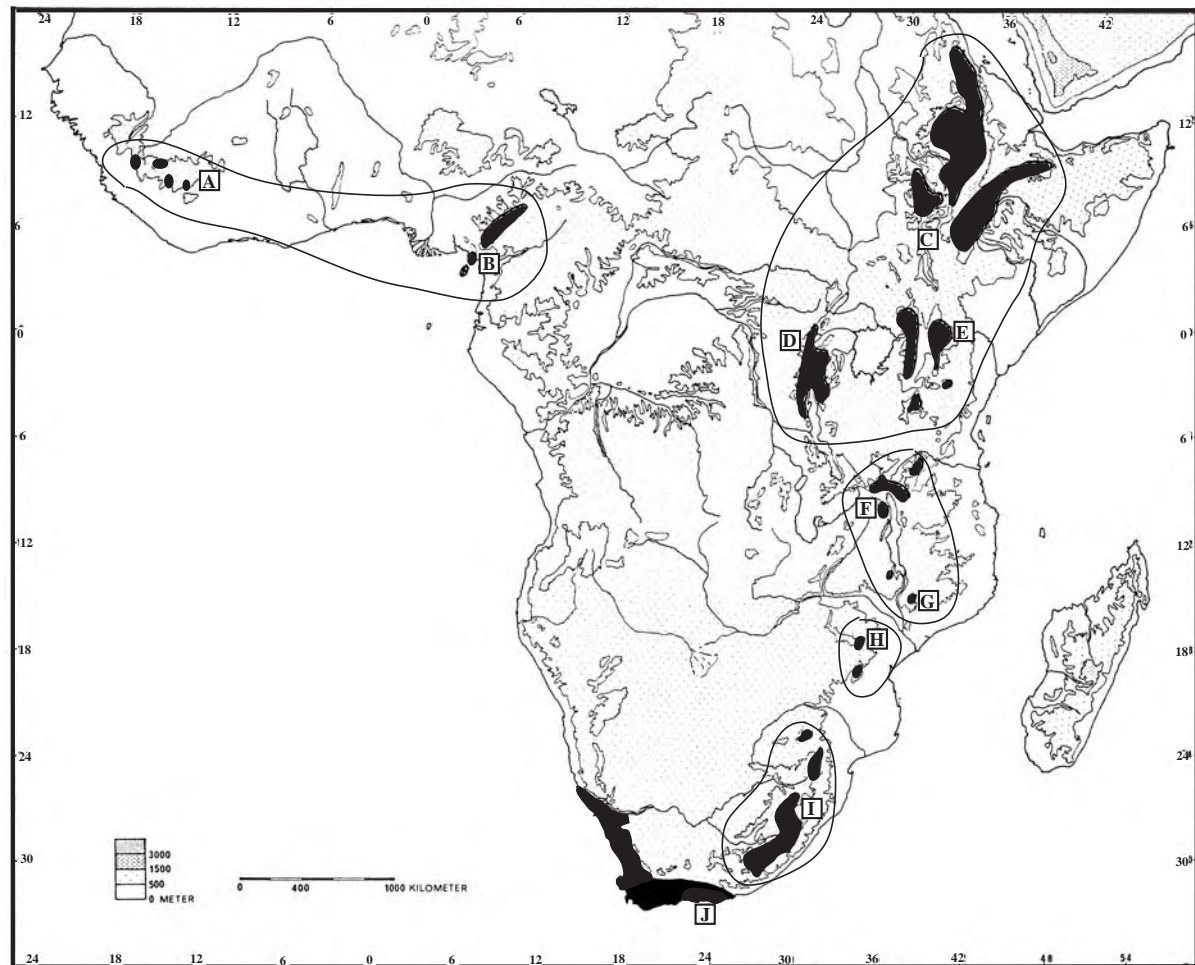 24 18 12 6 0 6 12 18 24 30 36 42
12 12
A
6 C 6
B
0 D E 0
6 6
F
12 12
G
18 H 18
24 24
I
3000
1500
500
0 METER
0 400 1000 KILOMETER
30 30
J
24 18 12 6 0 6 12 18 24 30 36 42 48 54